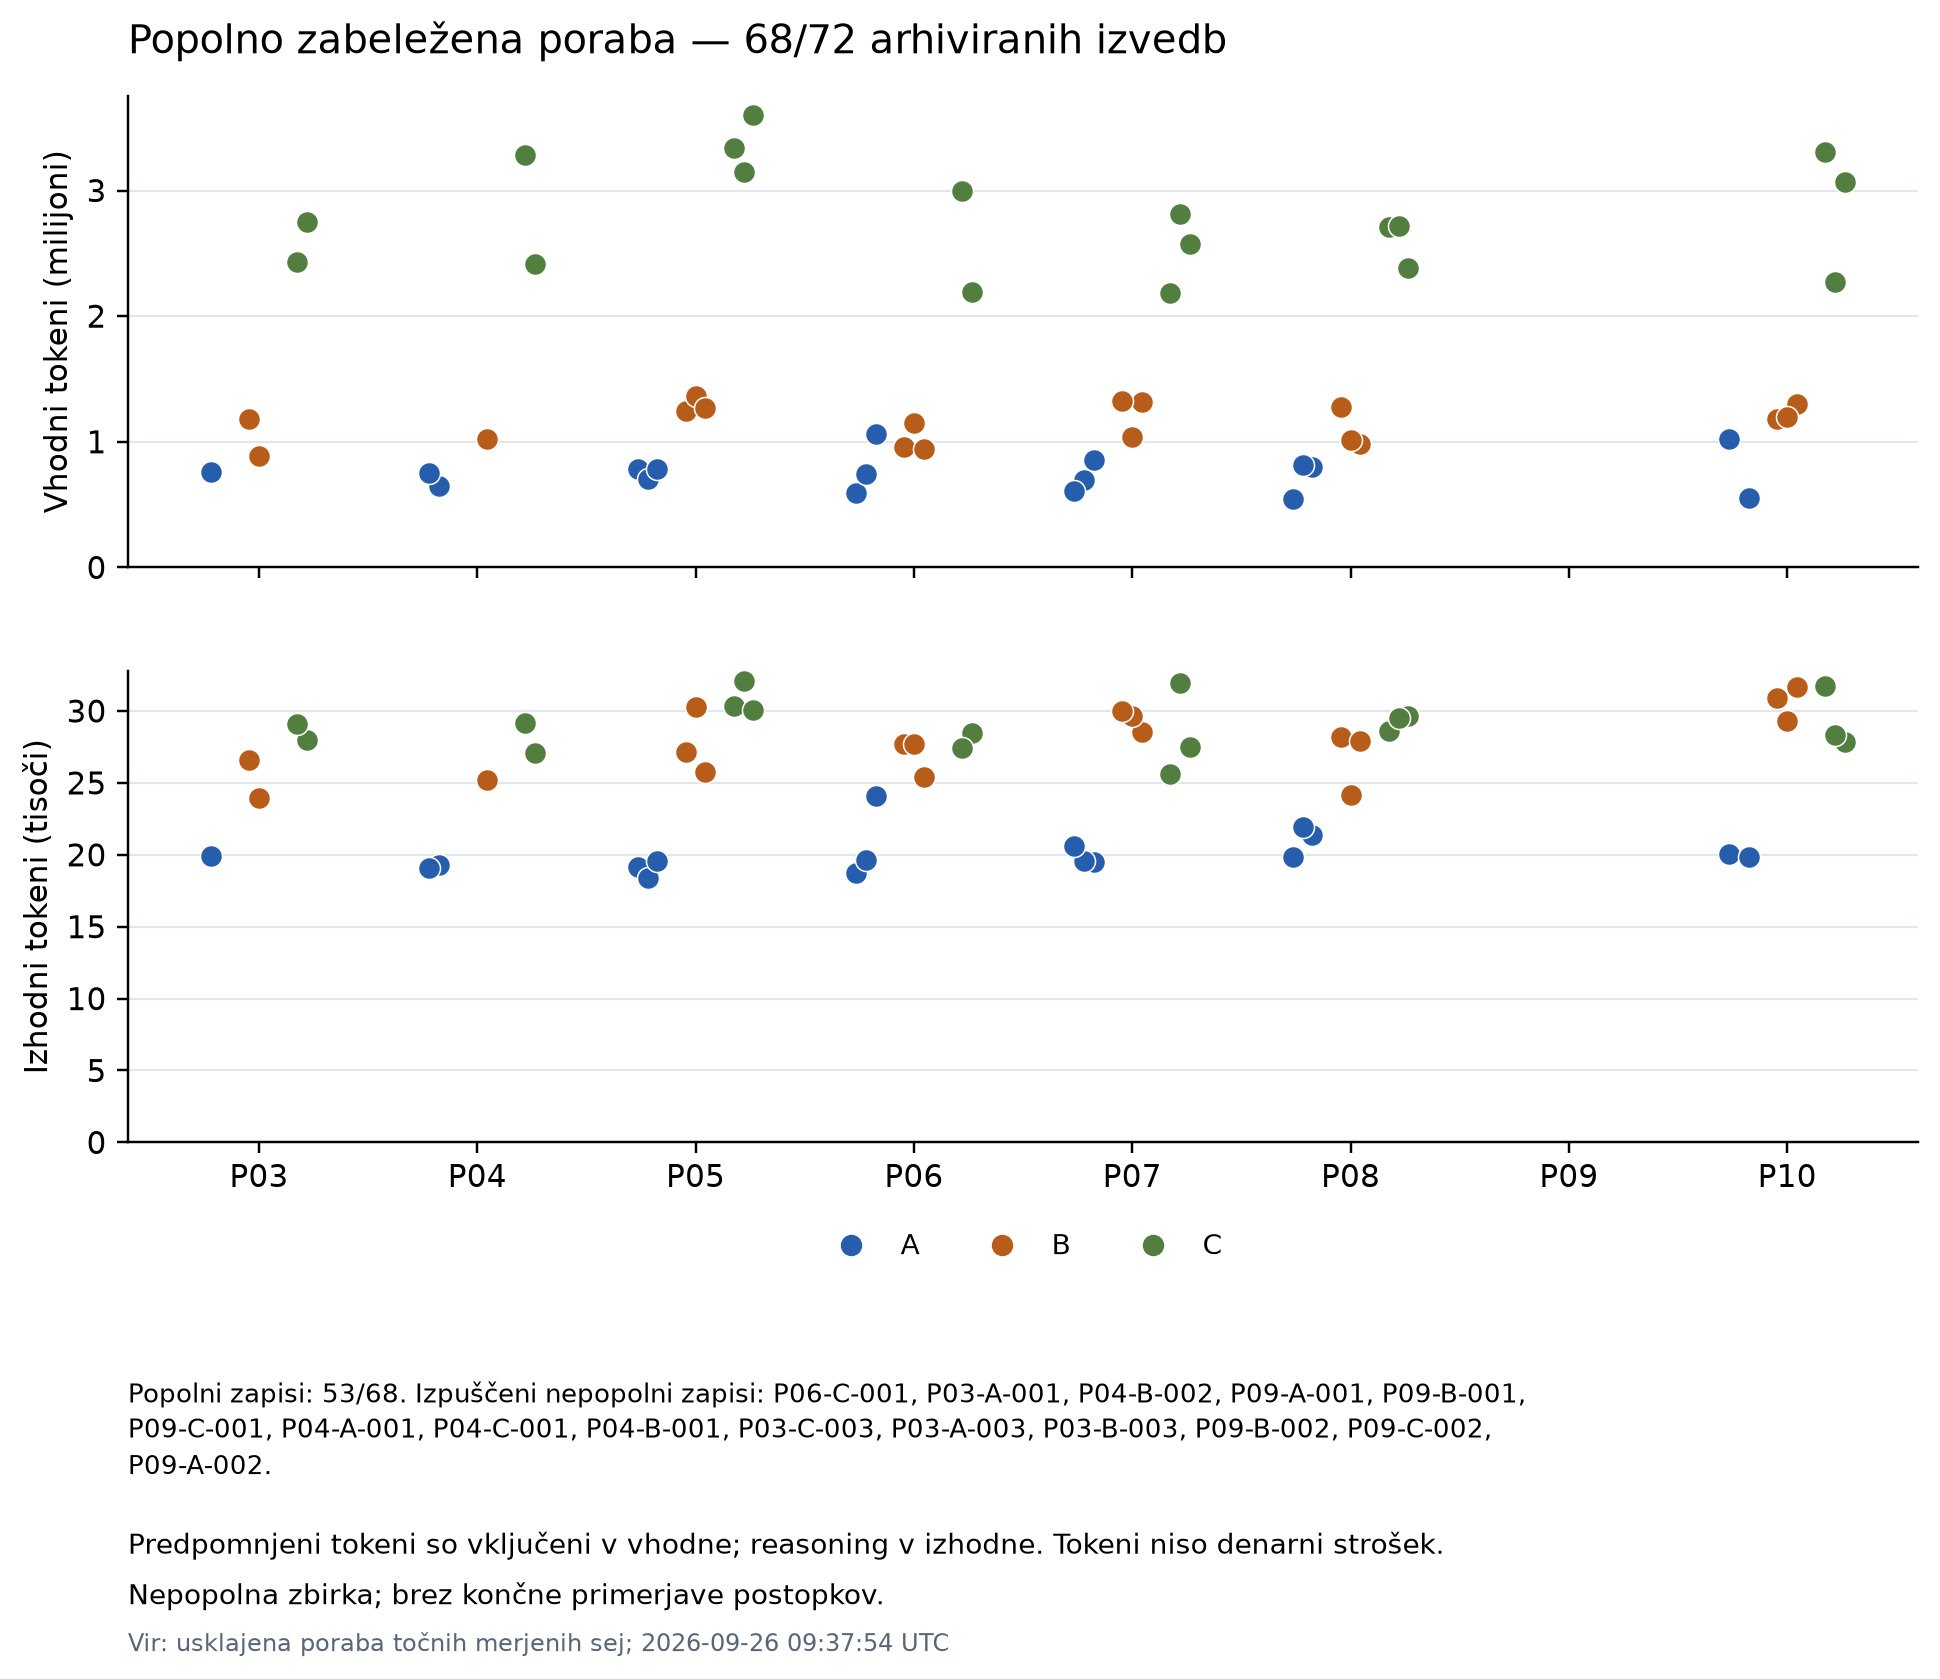 Popolno zabeležena poraba — 68/72 arhiviranih izvedb
Vhodni tokeni (milijoni)
3
2
1
0
Izhodni tokeni (tisoči)
30
25
20
15
10
5
0
P03 P04 P05 P06 P07 P08 P09 P10
A B C
Popolni zapisi: 53/68. Izpuščeni nepopolni zapisi: P06-C-001, P03-A-001, P04-B-002, P09-A-001, P09-B-001,
P09-C-001, P04-A-001, P04-C-001, P04-B-001, P03-C-003, P03-A-003, P03-B-003, P09-B-002, P09-C-002,
P09-A-002.
Predpomnjeni tokeni so vključeni v vhodne; reasoning v izhodne. Tokeni niso denarni strošek.
Nepopolna zbirka; brez končne primerjave postopkov.
Vir: usklajena poraba točnih merjenih sej; 2026-09-26 09:37:54 UTC